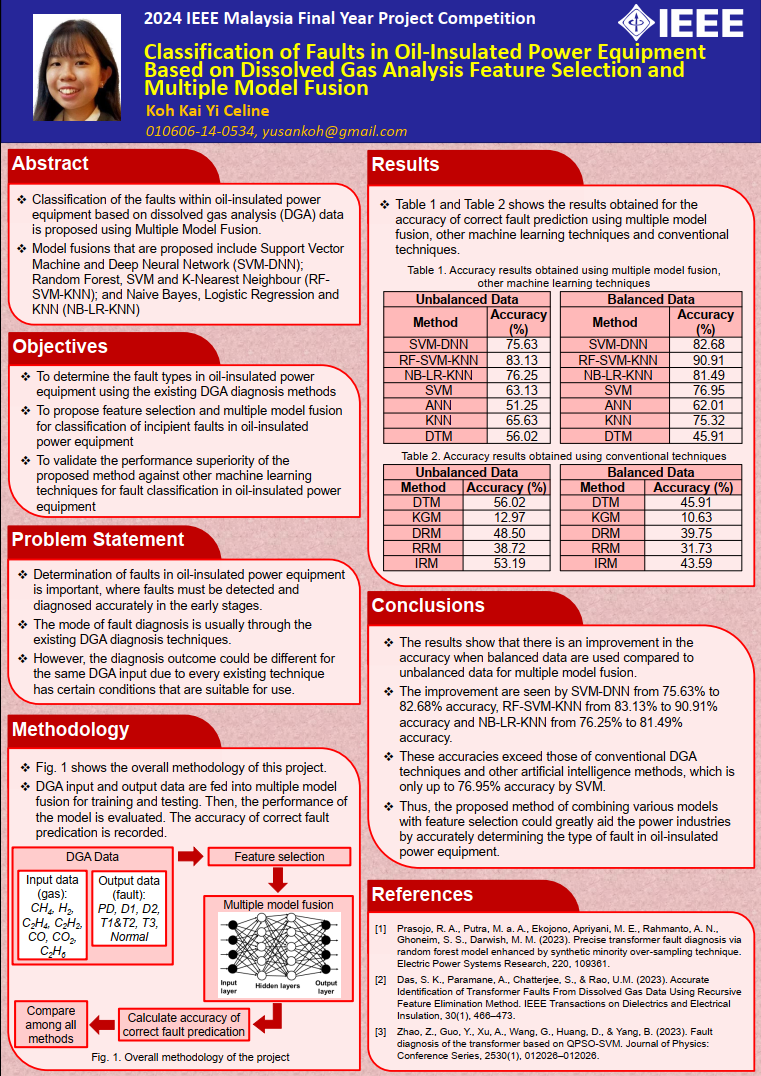 2024 IEEE Malaysia Final Year Project Competition
IEEE
Classification of Faults in Oil-Insulated Power Equipment
Based on Dissolved Gas Analysis Feature Selection and
Multiple Model Fusion
Koh Kai Yi Celine
010606-14-0534, yusankoh@gmail.com
Abstract
❖ Classification of the faults within oil-insulated power
equipment based on dissolved gas analysis (DGA) data
is proposed using Multiple Model Fusion.
❖ Model fusions that are proposed include Support Vector
Machine and Deep Neural Network (SVM-DNN);
Random Forest, SVM and K-Nearest Neighbour (RF-
SVM-KNN); and Naive Bayes, Logistic Regression and
KNN (NB-LR-KNN)
Objectives
❖ To determine the fault types in oil-insulated power
equipment using the existing DGA diagnosis methods
❖ To propose feature selection and multiple model fusion
for classification of incipient faults in oil-insulated
power equipment
❖ To validate the performance superiority of the
proposed method against other machine learning
techniques for fault classification in oil-insulated power
equipment
Problem Statement
❖ Determination of faults in oil-insulated power equipment
is important, where faults must be detected and
diagnosed accurately in the early stages.
❖ The mode of fault diagnosis is usually through the
existing DGA diagnosis techniques.
❖ However, the diagnosis outcome could be different for
the same DGA input due to every existing technique
has certain conditions that are suitable for use.
Methodology
❖ Fig. 1 shows the overall methodology of this project.
❖ DGA input and output data are fed into multiple model
fusion for training and testing. Then, the performance of
the model is evaluated. The accuracy of correct fault
predication is recorded.
DGA Data
Input data
(gas):
CH₄, H₂,
C₂H₄, C₂H₂,
CO, CO₂,
C₂H₆
Output data
(fault):
PD, D1, D2,
T1&T2, T3,
Normal
Feature selection
Multiple model fusion
Input
layer
Hidden layers
Output
layer
Calculate accuracy of
correct fault predication
Compare
among all
methods
Fig. 1. Overall methodology of the project
Results
❖ Table 1 and Table 2 shows the results obtained for the
accuracy of correct fault prediction using multiple model
fusion, other machine learning techniques and conventional
techniques.
Table 1. Accuracy results obtained using multiple model fusion,
other machine learning techniques
Unbalanced Data Balanced Data
Method Accuracy (%) Method Accuracy (%)
SVM-DNN 75.63 SVM-DNN 82.68
RF-SVM-KNN 83.13 RF-SVM-KNN 90.91
NB-LR-KNN 76.25 NB-LR-KNN 81.49
SVM 63.13 SVM 76.95
ANN 51.25 ANN 62.01
KNN 65.63 KNN 75.32
DTM 56.02 DTM 45.91
Table 2. Accuracy results obtained using conventional techniques
Unbalanced Data Balanced Data
Method Accuracy (%) Method Accuracy (%)
DTM 56.02 DTM 45.91
KGM 12.97 KGM 10.63
DRM 48.50 DRM 39.75
RRM 38.72 RRM 31.73
IRM 53.19 IRM 43.59
Conclusions
❖ The results show that there is an improvement in the
accuracy when balanced data are used compared to
unbalanced data for multiple model fusion.
❖ The improvement are seen by SVM-DNN from 75.63% to
82.68% accuracy, RF-SVM-KNN from 83.13% to 90.91%
accuracy and NB-LR-KNN from 76.25% to 81.49%
accuracy.
❖ These accuracies exceed those of conventional DGA
techniques and other artificial intelligence methods, which is
only up to 76.95% accuracy by SVM.
❖ Thus, the proposed method of combining various models
with feature selection could greatly aid the power industries
by accurately determining the type of fault in oil-insulated
power equipment.
References
[1] Prasojo, R. A., Putra, M. a. A., Ekojono, Apriyani, M. E., Rahmanto, A. N.,
Ghoneim, S. S., Darwish, M. M. (2023). Precise transformer fault diagnosis via
random forest model enhanced by synthetic minority over-sampling technique.
Electric Power Systems Research, 220, 109361.
[2] Das, S. K., Paramane, A., Chatterjee, S., & Rao, U.M. (2023). Accurate
Identification of Transformer Faults From Dissolved Gas Data Using Recursive
Feature Elimination Method. IEEE Transactions on Dielectrics and Electrical
Insulation, 30(1), 466–473.
[3] Zhao, Z., Guo, Y., Xu, A., Wang, G., Huang, D., & Yang, B. (2023). Fault
diagnosis of the transformer based on QPSO-SVM. Journal of Physics:
Conference Series, 2530(1), 012026–012026.